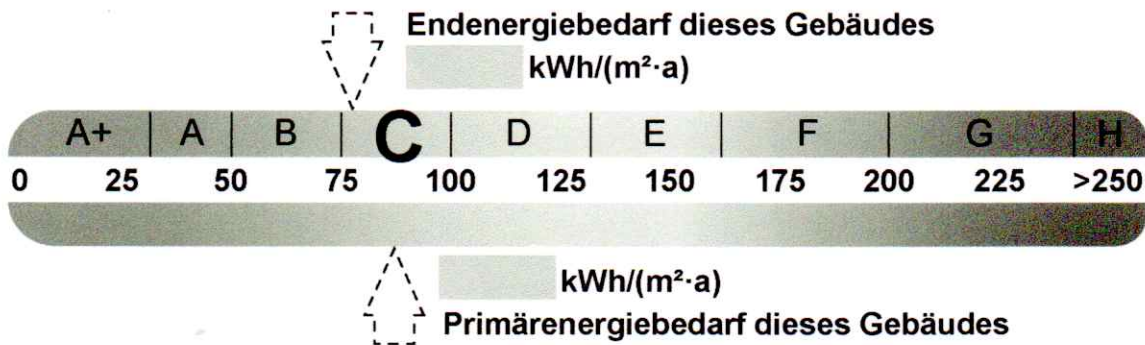 Endenergiebedarf dieses Gebäudes
kWh/(m²·a)
A+ A B C D E F G H
0 25 50 75 100 125 150 175 200 225 >250
kWh/(m²·a)
Primärenergiebedarf dieses Gebäudes